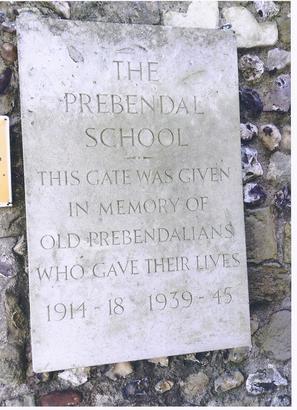 THE
PREBENDAL
SCHOOL
THIS GATE WAS GIVEN
IN MEMORY OF
OLD PREBENDALIANS
WHO GAVE THEIR LIVES
1914 - 18 1939 - 45